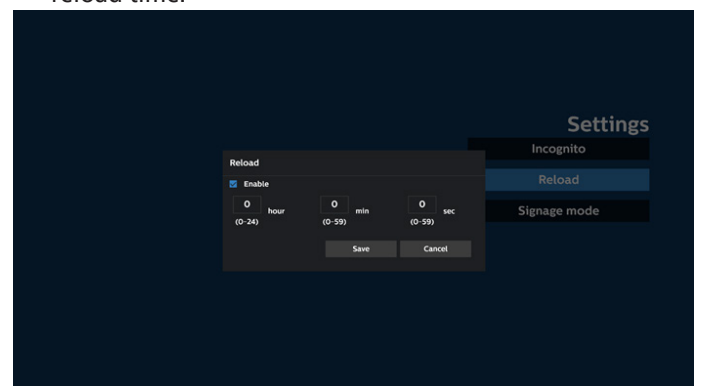 reload time.
Settings
Incognito
Reload
Signage mode
Reload
Enable
0 hour 0 min 0 sec
(0-24) (0-59) (0-59)
Save Cancel